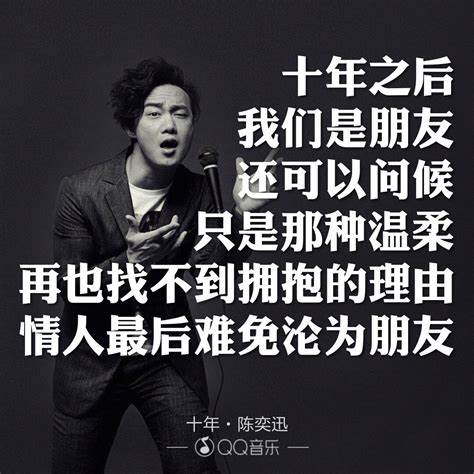 十年之后
我们是朋友
还可以问候
只是那种温柔
再也找不到拥抱的理由
情人最后难免沦为朋友
十年·陈奕迅
QQ音乐